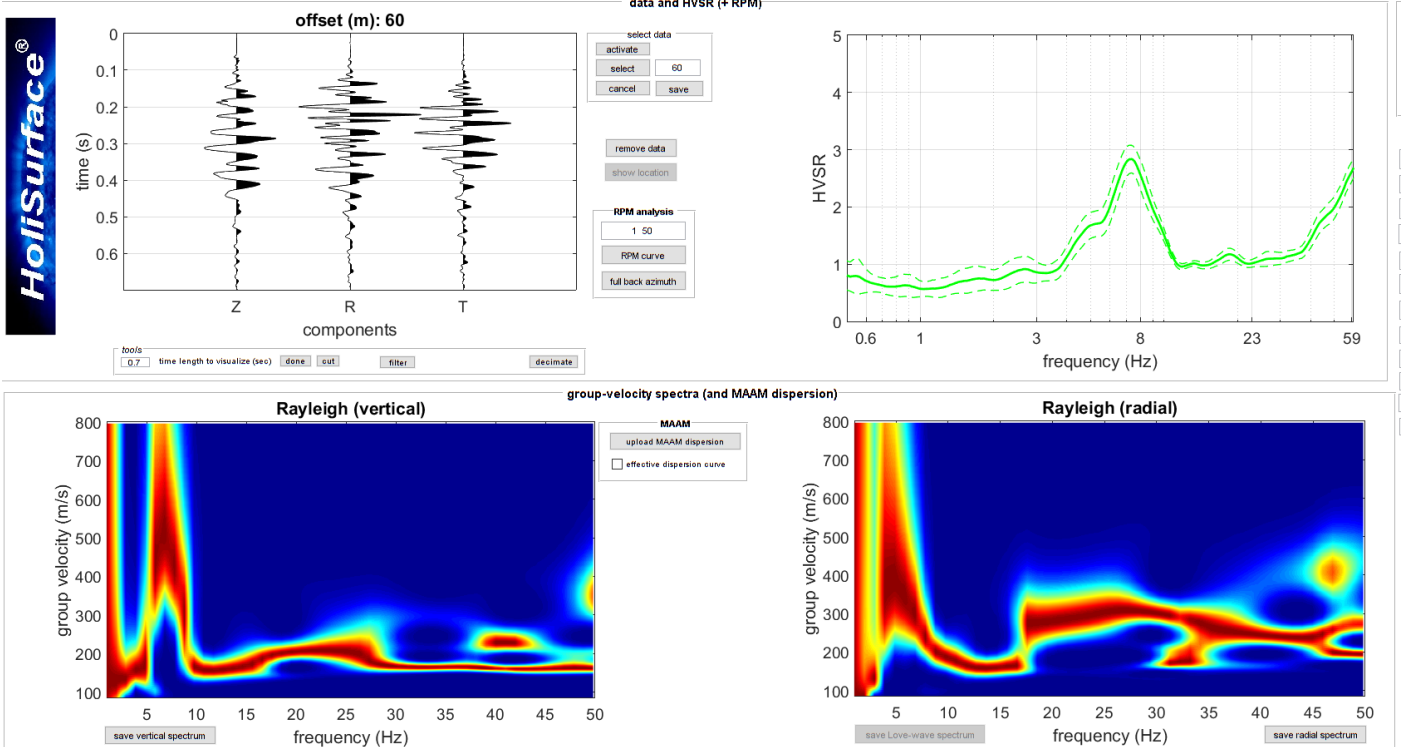 data and HVSR (+ RPM)
HoliSurface®
offset (m): 60
0
0.1
0.2
0.3
0.4
0.5
0.6
time (s)
Z R T
components
tools
0.7 time length to visualize (sec) done cut filter decimate
select data
activate
select 60
cancel save
remove data
show location
RPM analysis
1 50
RPM curve
full back azimuth
5
4
3
2
1
0
HVSR
0.6 1 3 8 23 59
frequency (Hz)
group-velocity spectra (and MAAM dispersion)
Rayleigh (vertical)
800
700
600
500
400
300
200
100
group velocity (m/s)
5 10 15 20 25 30 35 40 45 50
frequency (Hz)
save vertical spectrum
MAAM
upload MAAM dispersion
effective dispersion curve
Rayleigh (radial)
800
700
600
500
400
300
200
100
group velocity (m/s)
5 10 15 20 25 30 35 40 45 50
frequency (Hz)
save Love-wave spectrum
save radial spectrum